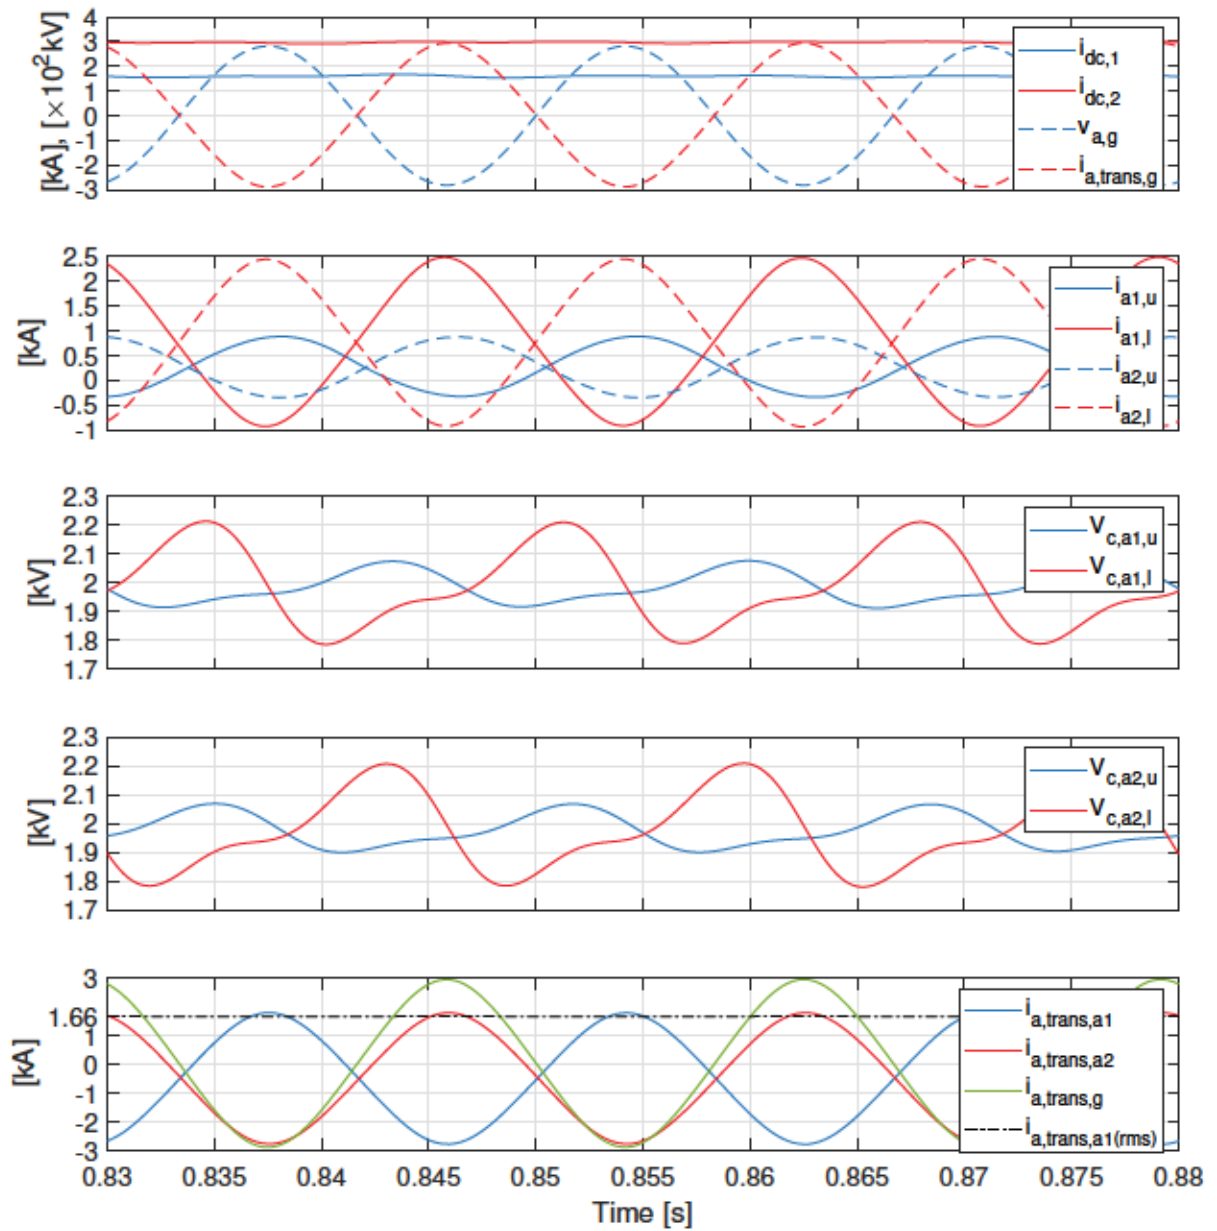 [kA], [×10²kV]
4
3
2
1
0
-1
-2
-3
i_dc,1
i_dc,2
v_a,g
i_a,trans,g
[kA]
2.5
2
1.5
1
0.5
0
-0.5
-1
i_a1,u
i_a1,l
i_a2,u
i_a2,l
[kV]
2.3
2.2
2.1
2
1.9
1.8
1.7
V_c,a1,u
V_c,a1,l
[kV]
2.3
2.2
2.1
2
1.9
1.8
1.7
V_c,a2,u
V_c,a2,l
[kA]
3
1.66
1
0
-1
-2
-3
i_a,trans,a1
i_a,trans,a2
i_a,trans,g
i_a,trans,a1(rms)
0.83 0.835 0.84 0.845 0.85 0.855 0.86 0.865 0.87 0.875 0.88
Time [s]